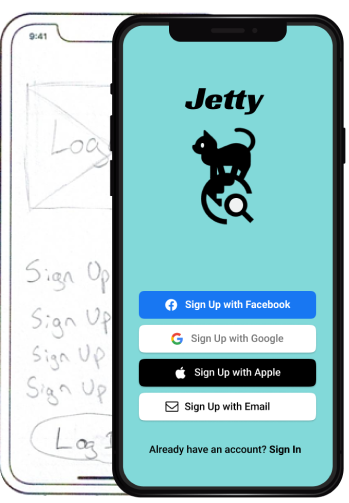 9:41
Log
Sign Up
Sign Up
Sign Up
Sign Up
Log
Jetty
Sign Up with Facebook
Sign Up with Google
Sign Up with Apple
Sign Up with Email
Already have an account? Sign In